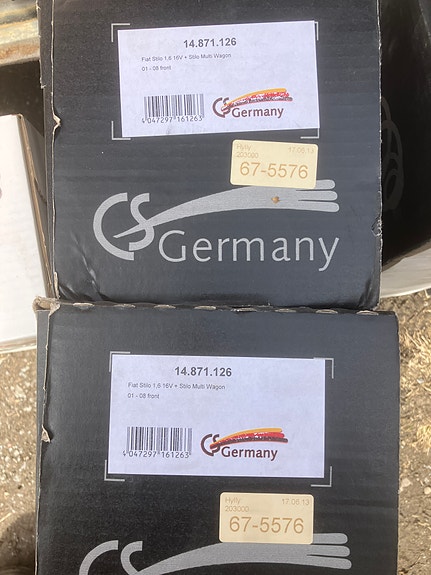 14.871.126
Fiat Stilo 1,6 16V + Stilo Multi Wagon
01 - 08 front
CS Germany
4 047297 161263
Hylly 17.06.13
203000
67-5576
CS Germany
14.871.126
Fiat Stilo 1,6 16V + Stilo Multi Wagon
01 - 08 front
CS Germany
4 047297 161263
Hylly 17.06.13
203000
67-5576